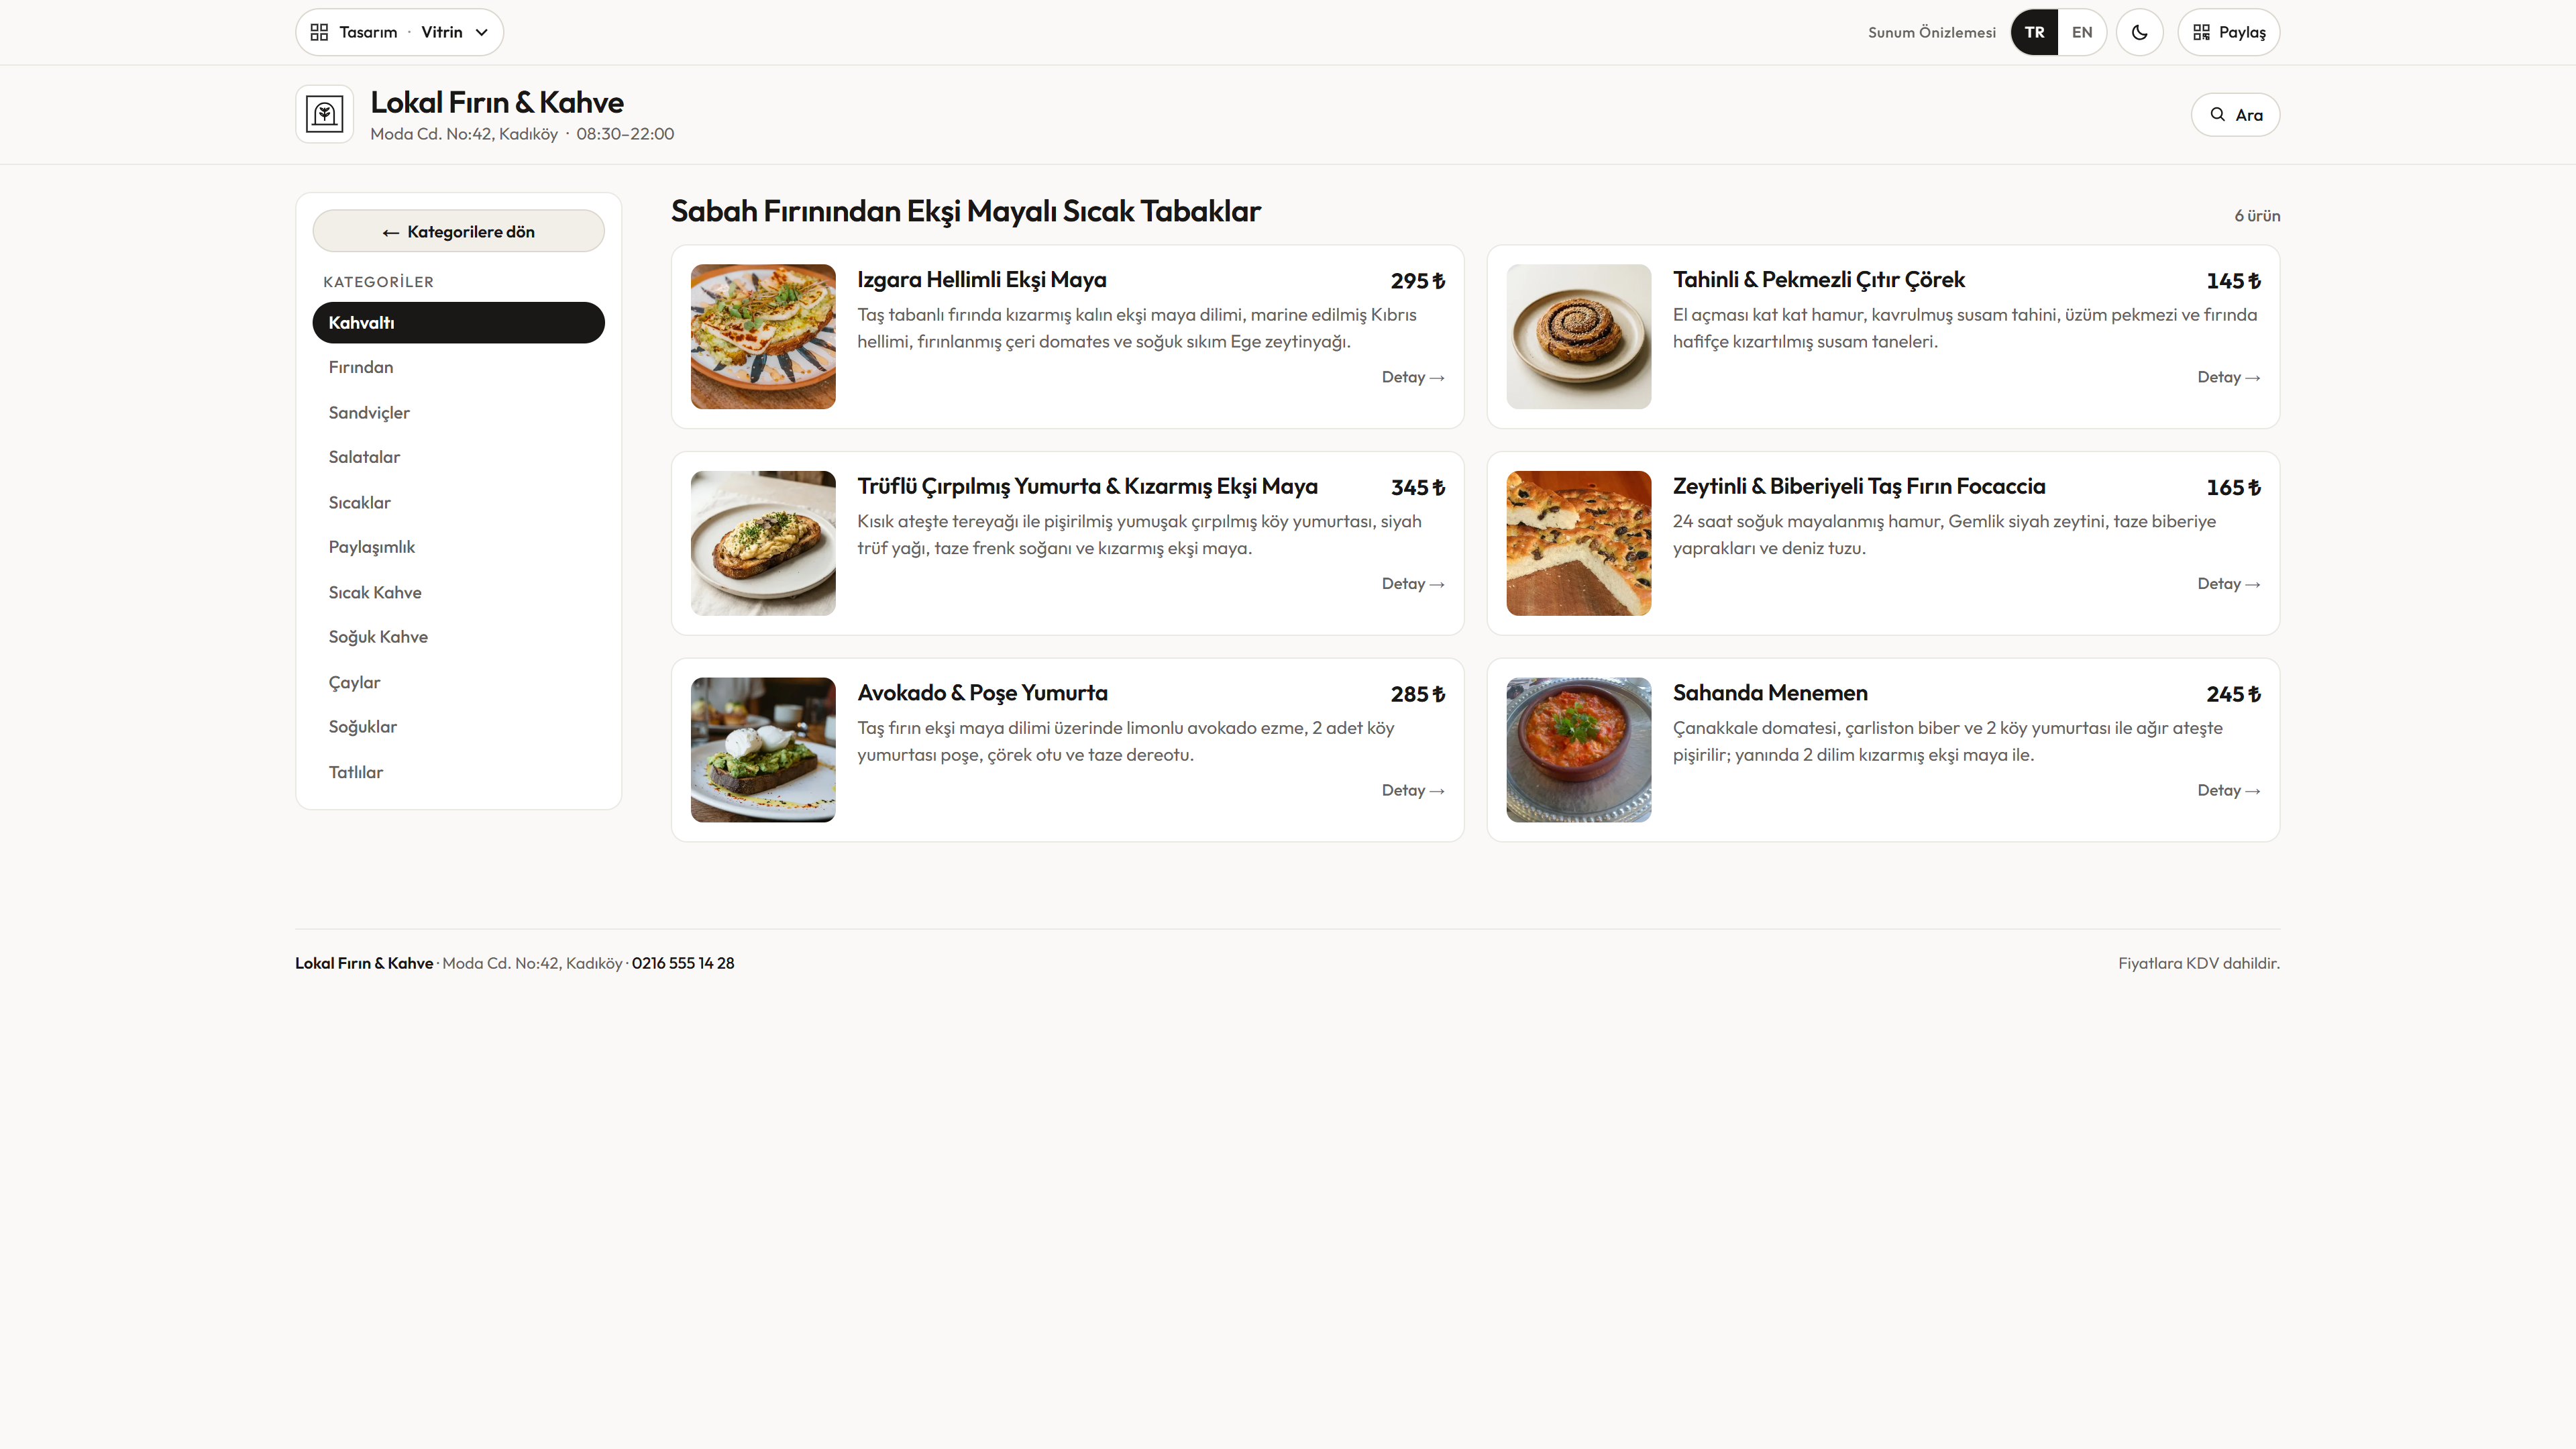 Tasarım · Vitrin
Sunum Önizlemesi
TR
EN
Paylaş
Lokal Fırın & Kahve
Moda Cd. No:42, Kadıköy · 08:30–22:00
Ara
← Kategorilere dön
KATEGORİLER
Kahvaltı
Fırından
Sandviçler
Salatalar
Sıcaklar
Paylaşımlık
Sıcak Kahve
Soğuk Kahve
Çaylar
Soğuklar
Tatlılar
Sabah Fırınından Ekşi Mayalı Sıcak Tabaklar
6 ürün
Izgara Hellimli Ekşi Maya
295 ₺
Taş tabanlı fırında kızarmış kalın ekşi maya dilimi, marine edilmiş Kıbrıs
hellimi, fırınlanmış çeri domates ve soğuk sıkım Ege zeytinyağı.
Detay →
Tahinli & Pekmezli Çıtır Çörek
145 ₺
El açması kat kat hamur, kavrulmuş susam tahini, üzüm pekmezi ve fırında
hafifçe kızartılmış susam taneleri.
Detay →
Trüflü Çırpılmış Yumurta & Kızarmış Ekşi Maya
345 ₺
Kısık ateşte tereyağı ile pişirilmiş yumuşak çırpılmış köy yumurtası, siyah
trüf yağı, taze frenk soğanı ve kızarmış ekşi maya.
Detay →
Zeytinli & Biberiyeli Taş Fırın Focaccia
165 ₺
24 saat soğuk mayalanmış hamur, Gemlik siyah zeytini, taze biberiye
yaprakları ve deniz tuzu.
Detay →
Avokado & Poşe Yumurta
285 ₺
Taş fırın ekşi maya dilimi üzerinde limonlu avokado ezme, 2 adet köy
yumurtası poşe, çörek otu ve taze dereotu.
Detay →
Sahanda Menemen
245 ₺
Çanakkale domatesi, çarliston biber ve 2 köy yumurtası ile ağır ateşte
pişirilir; yanında 2 dilim kızarmış ekşi maya ile.
Detay →
Lokal Fırın & Kahve · Moda Cd. No:42, Kadıköy · 0216 555 14 28
Fiyatlara KDV dahildir.